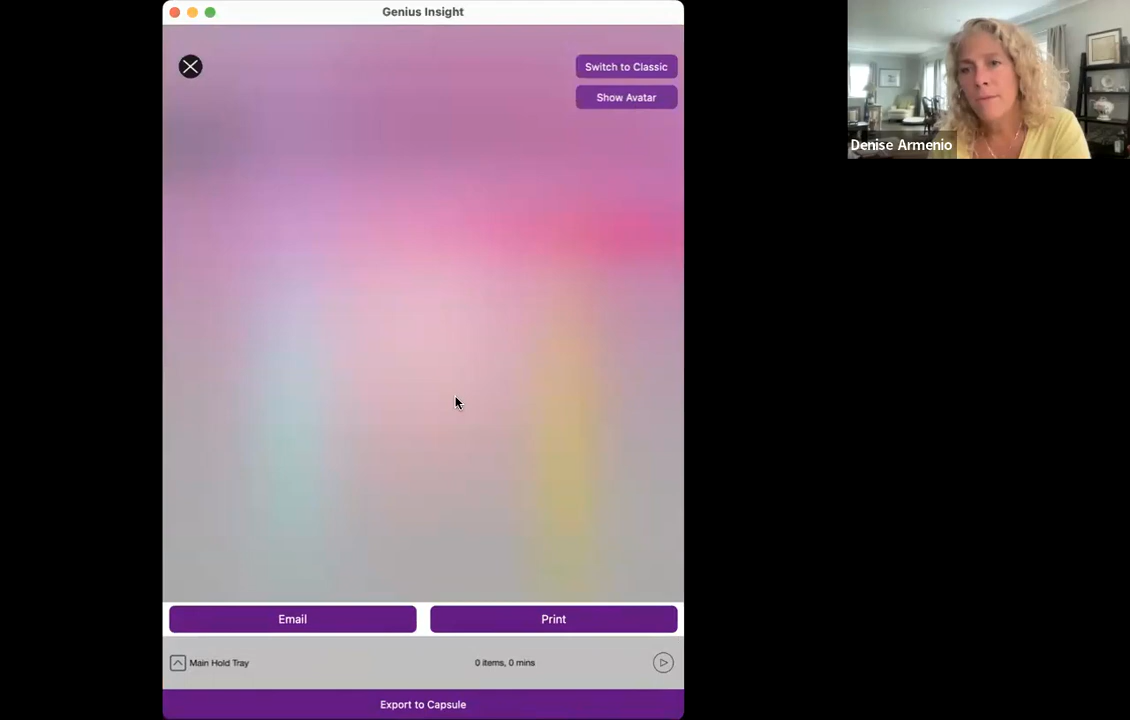 Genius Insight
Switch to Classic
Show Avatar
Denise Armenio
Email
Print
Main Hold Tray
0 items, 0 mins
Export to Capsule